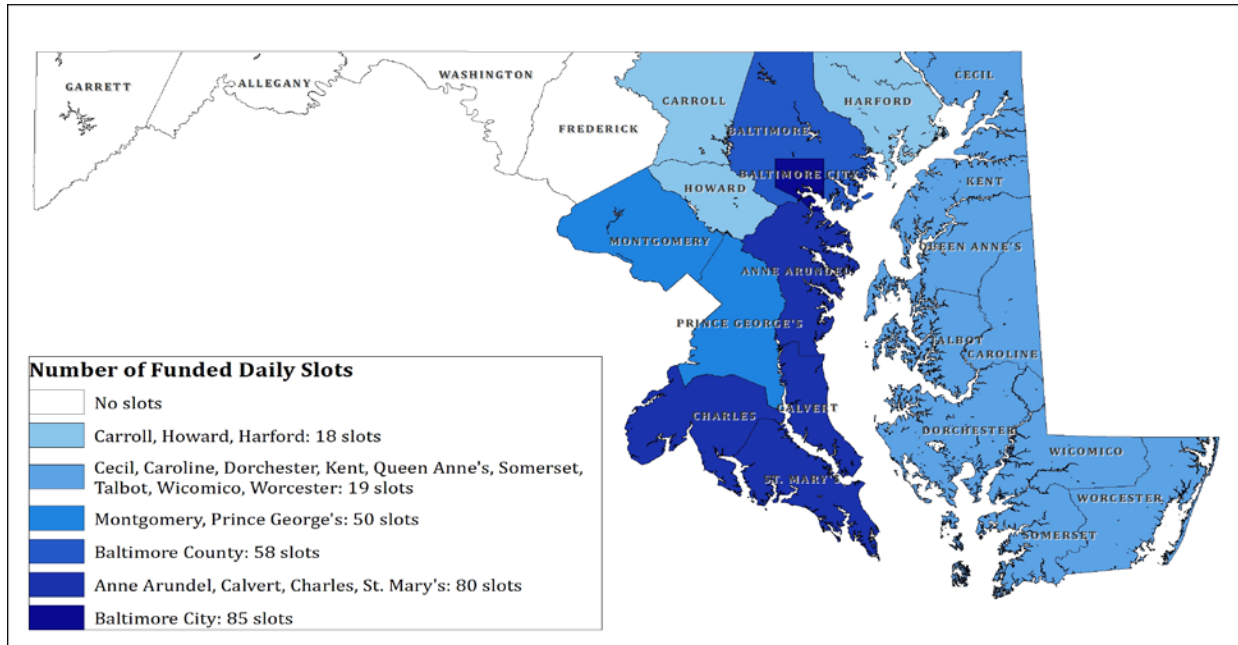 GARRETT
ALLEGANY
WASHINGTON
FREDERICK
CARROLL
BALTIMORE
HARFORD
CECIL
BALTIMORE CITY
HOWARD
KENT
MONTGOMERY
QUEEN ANNE'S
ANNE ARUNDEL
PRINCE GEORGE'S
TALBOT
CAROLINE
CHARLES
CALVERT
DORCHESTER
WICOMICO
ST. MARY'S
WORCESTER
SOMERSET
Number of Funded Daily Slots
No slots
Carroll, Howard, Harford: 18 slots
Cecil, Caroline, Dorchester, Kent, Queen Anne's, Somerset,
Talbot, Wicomico, Worcester: 19 slots
Montgomery, Prince George's: 50 slots
Baltimore County: 58 slots
Anne Arundel, Calvert, Charles, St. Mary's: 80 slots
Baltimore City: 85 slots